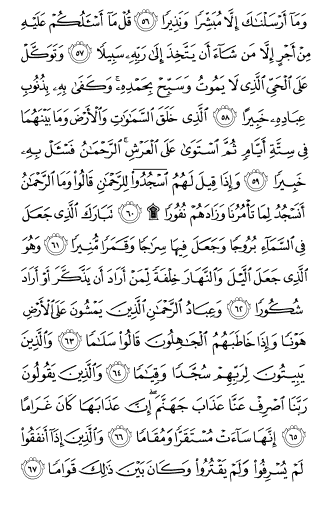 وَمَآ أَرْسَلْنَٰكَ إِلَّا مُبَشِّرًا وَنَذِيرًا ۝٥٦ قُلْ مَآ أَسْـَٔلُكُمْ عَلَيْهِ
مِنْ أَجْرٍ إِلَّا مَن شَآءَ أَن يَتَّخِذَ إِلَىٰ رَبِّهِۦ سَبِيلًا ۝٥٧ وَتَوَكَّلْ
عَلَى ٱلْحَىِّ ٱلَّذِى لَا يَمُوتُ وَسَبِّحْ بِحَمْدِهِۦ ۚ وَكَفَىٰ بِهِۦ بِذُنُوبِ
عِبَادِهِۦ خَبِيرًا ۝٥٨ ٱلَّذِى خَلَقَ ٱلسَّمَٰوَٰتِ وَٱلْأَرْضَ وَمَا بَيْنَهُمَا
فِى سِتَّةِ أَيَّامٍ ثُمَّ ٱسْتَوَىٰ عَلَى ٱلْعَرْشِ ۚ ٱلرَّحْمَٰنُ فَسْـَٔلْ بِهِۦ
خَبِيرًا ۝٥٩ وَإِذَا قِيلَ لَهُمُ ٱسْجُدُوا۟ لِلرَّحْمَٰنِ قَالُوا۟ وَمَا ٱلرَّحْمَٰنُ
أَنَسْجُدُ لِمَا تَأْمُرُنَا وَزَادَهُمْ نُفُورًا ۩ ۝٦٠ تَبَارَكَ ٱلَّذِى جَعَلَ
فِى ٱلسَّمَآءِ بُرُوجًا وَجَعَلَ فِيهَا سِرَٰجًا وَقَمَرًا مُّنِيرًا ۝٦١ وَهُوَ
ٱلَّذِى جَعَلَ ٱلَّيْلَ وَٱلنَّهَارَ خِلْفَةً لِّمَنْ أَرَادَ أَن يَذَّكَّرَ أَوْ أَرَادَ
شُكُورًا ۝٦٢ وَعِبَادُ ٱلرَّحْمَٰنِ ٱلَّذِينَ يَمْشُونَ عَلَى ٱلْأَرْضِ
هَوْنًا وَإِذَا خَاطَبَهُمُ ٱلْجَٰهِلُونَ قَالُوا۟ سَلَٰمًا ۝٦٣ وَٱلَّذِينَ
يَبِيتُونَ لِرَبِّهِمْ سُجَّدًا وَقِيَٰمًا ۝٦٤ وَٱلَّذِينَ يَقُولُونَ
رَبَّنَا ٱصْرِفْ عَنَّا عَذَابَ جَهَنَّمَ ۖ إِنَّ عَذَابَهَا كَانَ غَرَامًا
۝٦٥ إِنَّهَا سَآءَتْ مُسْتَقَرًّا وَمُقَامًا ۝٦٦ وَٱلَّذِينَ إِذَآ أَنفَقُوا۟
لَمْ يُسْرِفُوا۟ وَلَمْ يَقْتُرُوا۟ وَكَانَ بَيْنَ ذَٰلِكَ قَوَامًا ۝٦٧